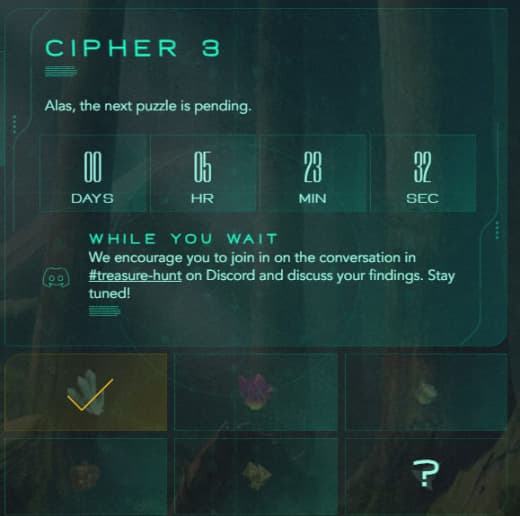 CIPHER 3
Alas, the next puzzle is pending.
00 05 23 32
DAYS HR MIN SEC
WHILE YOU WAIT
We encourage you to join in on the conversation in
#treasure-hunt on Discord and discuss your findings. Stay
tuned!
?